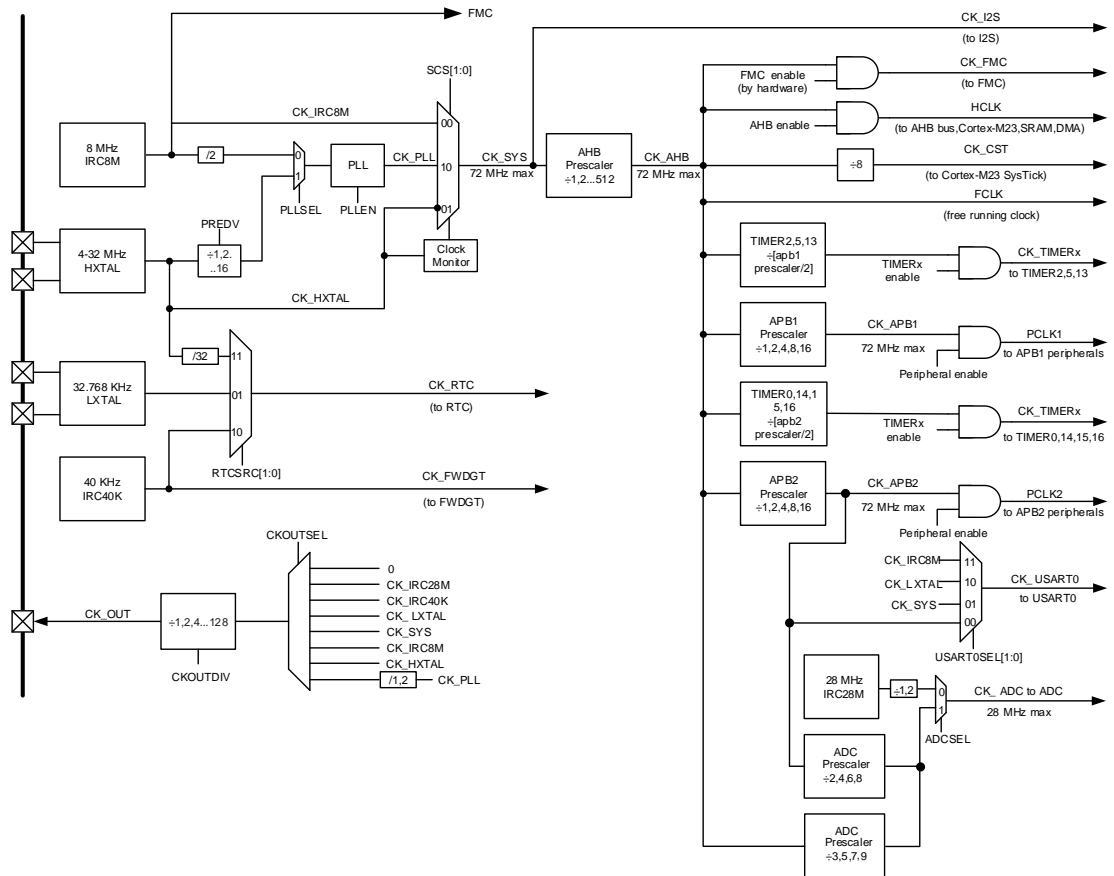 FMC
CK_I2S
(to I2S)
SCS[1:0]
FMC enable
(by hardware)
CK_FMC
(to FMC)
CK_IRC8M
00
AHB enable
HCLK
(to AHB bus,Cortex-M23,SRAM,DMA)
8 MHz
IRC8M
/2
0
1
PLL
CK_PLL
10
CK_SYS
72 MHz max
AHB
Prescaler
÷1,2...512
CK_AHB
72 MHz max
÷8
CK_CST
(to Cortex-M23 SysTick)
PLLSEL
PLLEN
01
FCLK
(free running clock)
PREDV
4-32 MHz
HXTAL
÷1,2..
..16
Clock
Monitor
TIMER2,5,13
÷[apb1
prescaler/2]
TIMERx
enable
CK_TIMERx
to TIMER2,5,13
CK_HXTAL
/32
11
APB1
Prescaler
÷1,2,4,8,16
CK_APB1
72 MHz max
Peripheral enable
PCLK1
to APB1 peripherals
32.768 KHz
LXTAL
01
CK_RTC
(to RTC)
TIMER0,14,1
5,16
÷[apb2
prescaler/2]
TIMERx
enable
CK_TIMERx
to TIMER0,14,15,16
10
RTCSRC[1:0]
40 KHz
IRC40K
CK_FWDGT
(to FWDGT)
APB2
Prescaler
÷1,2,4,8,16
CK_APB2
72 MHz max
Peripheral enable
PCLK2
to APB2 peripherals
CKOUTSEL
0
CK_IRC28M
CK_IRC40K
CK_ LXTAL
CK_SYS
CK_IRC8M
CK_HXTAL
/1,2
CK_PLL
CK_OUT
÷1,2,4...128
CKOUTDIV
CK_IRC8M
11
CK_LXTAL
10
CK_SYS
01
00
CK_USART0
to USART0
USART0SEL[1:0]
28 MHz
IRC28M
÷1,2
0
1
CK_ ADC to ADC
28 MHz max
ADCSEL
ADC
Prescaler
÷2,4,6,8
ADC
Prescaler
÷3,5,7,9